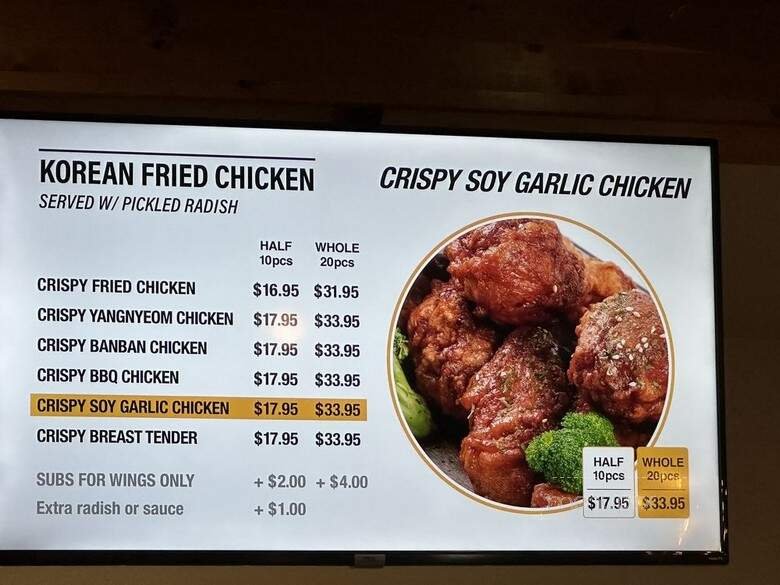 KOREAN FRIED CHICKEN
SERVED W/ PICKLED RADISH
HALF WHOLE
10pcs 20pcs
CRISPY FRIED CHICKEN $16.95 $31.95
CRISPY YANGNYEOM CHICKEN $17.95 $33.95
CRISPY BANBAN CHICKEN $17.95 $33.95
CRISPY BBQ CHICKEN $17.95 $33.95
CRISPY SOY GARLIC CHICKEN $17.95 $33.95
CRISPY BREAST TENDER $17.95 $33.95
SUBS FOR WINGS ONLY + $2.00 + $4.00
Extra radish or sauce + $1.00
CRISPY SOY GARLIC CHICKEN
HALF WHOLE
10pcs 20pcs
$17.95 $33.95